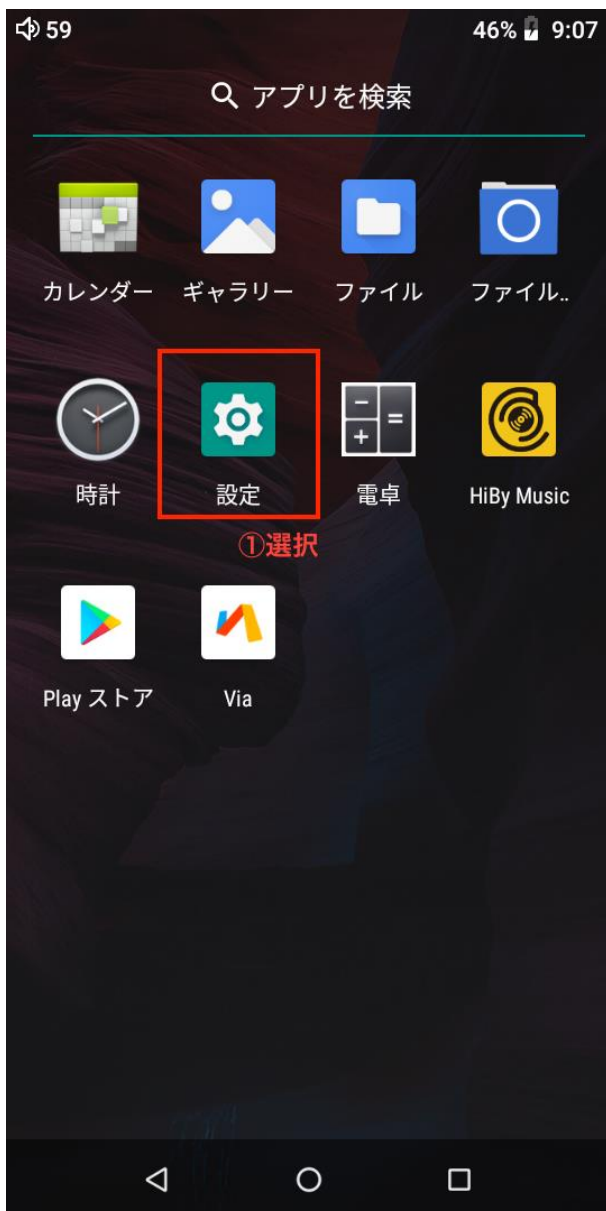 59 46% 9:07
アプリを検索
カレンダー ギャラリー ファイル ファイル..
時計 設定 電卓 HiBy Music
①選択
Play ストア Via